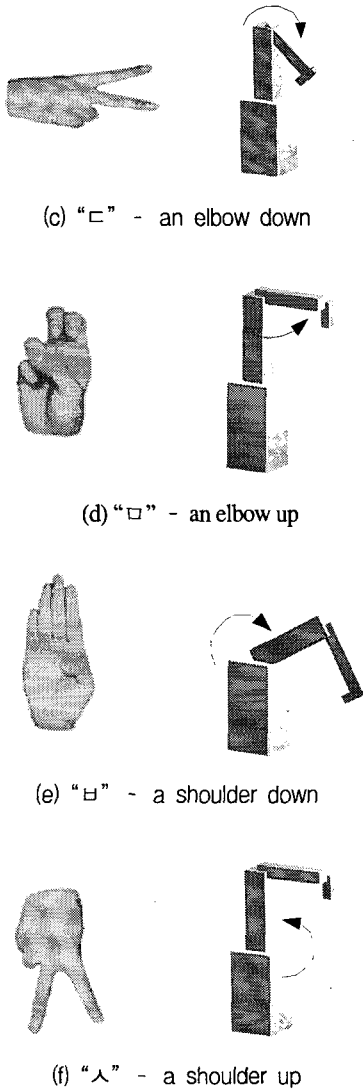 (c) “ㄷ” - an elbow down
(d) “ㅁ” - an elbow up
(e) “ㅂ” - a shoulder down
(f) “ㅅ” - a shoulder up